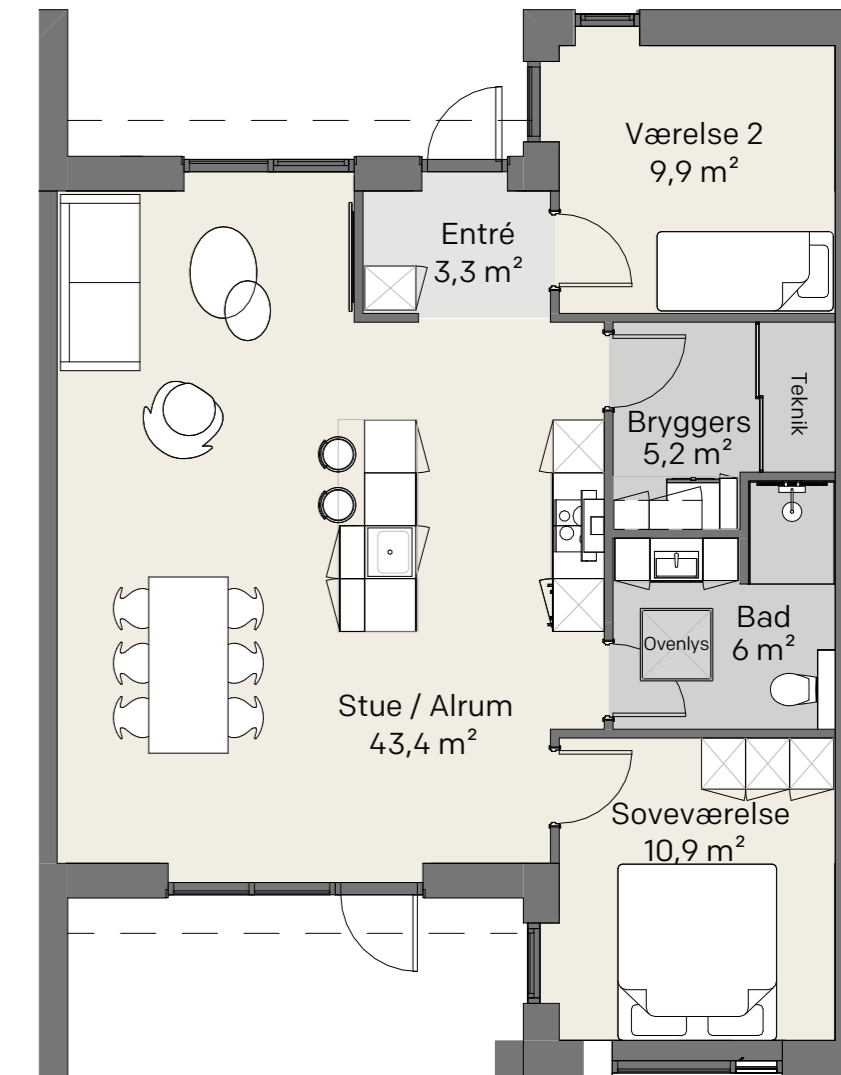 Værelse 2
9,9 m²
Entré
3,3 m²
Teknik
Bryggers
5,2 m²
Bad
6 m²
Ovenlys
Stue / Alrum
43,4 m²
Soveværelse
10,9 m²